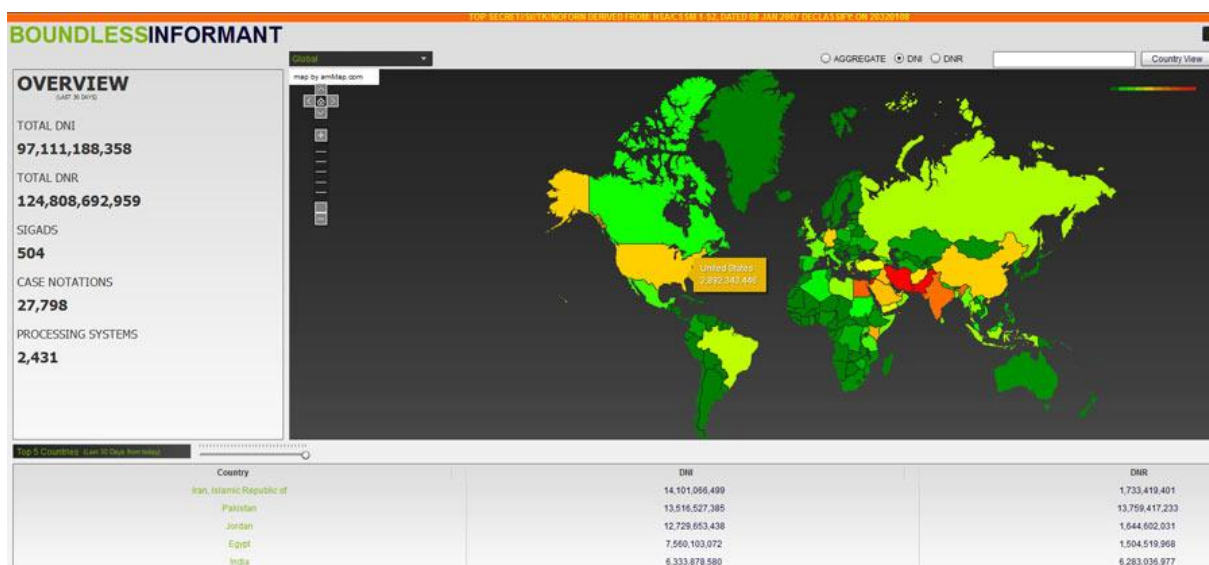 TOP SECRET//SI//TK//NOFORN DERIVED FROM: NSA/CSSM 1-52, DATED 08 JAN 2007 DECLASSIFY ON 20320108
BOUNDLESSINFORMANT
Global
AGGREGATE DNI DNR
Country View
map by amMap.com
OVERVIEW
(LAST 30 DAYS)
TOTAL DNI
97,111,188,358
TOTAL DNR
124,808,692,959
SIGADS
504
CASE NOTATIONS
27,798
PROCESSING SYSTEMS
2,431
United States
2,892,343,446
Top 5 Countries (Last 30 Days from today)
Country DNI DNR
Iran, Islamic Republic of 14,101,066,499 1,733,419,401
Pakistan 13,516,527,385 13,759,417,233
Jordan 12,729,653,438 1,644,602,031
Egypt 7,560,103,072 1,504,519,968
India 6,333,878,580 6,283,036,977